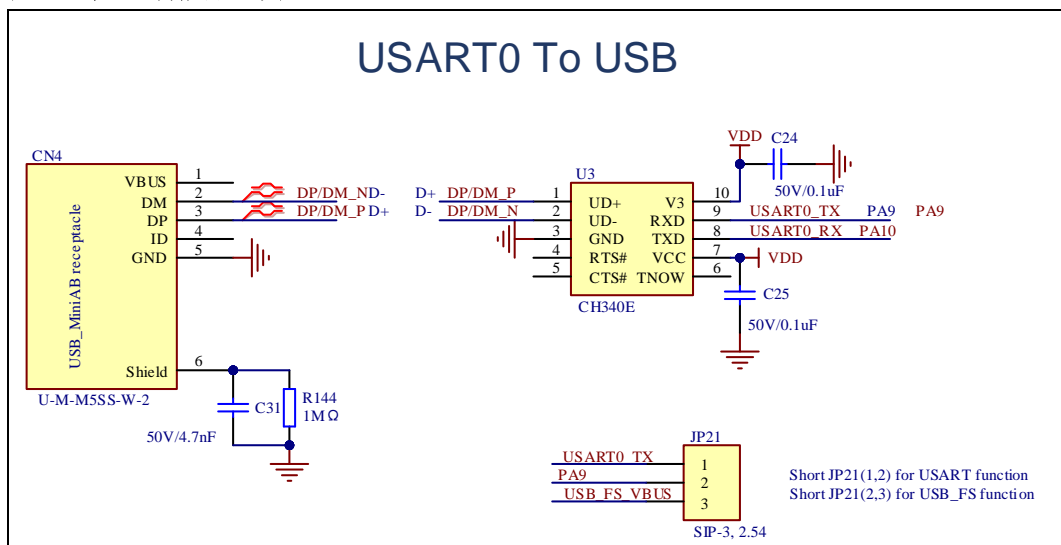 USART0 To USB
CN4
VBUS 1
DM 2 DP/DM_N D-
DP 3 DP/DM_P D+
ID 4
GND 5
USB_MiniAB receptacle
Shield 6
U-M-M5SS-W-2
C31
50V/4.7nF
R144
1MΩ
U3
D+ DP/DM_P 1 UD+
D- DP/DM_N 2 UD-
3 GND
4 RTS#
5 CTS#
V3 10
RXD 9 USART0_TX PA9 PA9
TXD 8 USART0_RX PA10
VCC 7 VDD
TNOW 6
CH340E
VDD
C24
50V/0.1uF
C25
50V/0.1uF
JP21
USART0_TX 1
PA9 2
USB_FS_VBUS 3
SIP-3, 2.54
Short JP21(1,2) for USART function
Short JP21(2,3) for USB_FS function